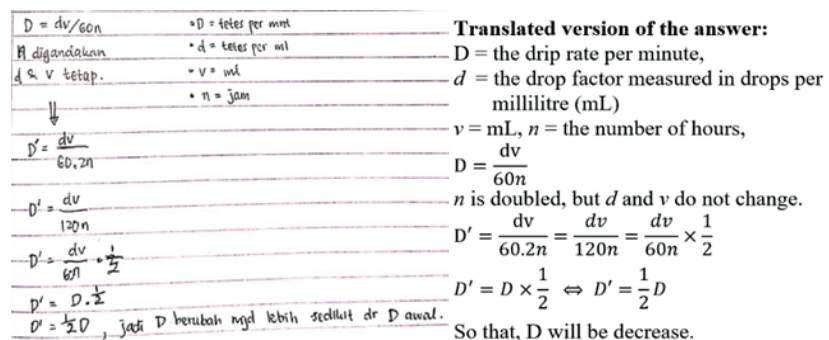 D = dv/60n
n digandakan
d & v tetap.
• D = tetes per mnt
• d = tetes per ml
• v = ml
• n = jam
⇓
D' = dv/60.2n
D' = dv/120n
D' = dv/60n • 1/2
D' = D.1/2
D' = 1/2D , jadi D berubah mjd lebih sedikit dr D awal.
Translated version of the answer:
D = the drip rate per minute,
d = the drop factor measured in drops per
millilitre (mL)
v = mL, n = the number of hours,
D = dv/60n
n is doubled, but d and v do not change.
D′ = dv/60.2n = dv/120n = dv/60n × 1/2
D′ = D × 1/2 ⇔ D′ = 1/2 D
So that, D will be decrease.